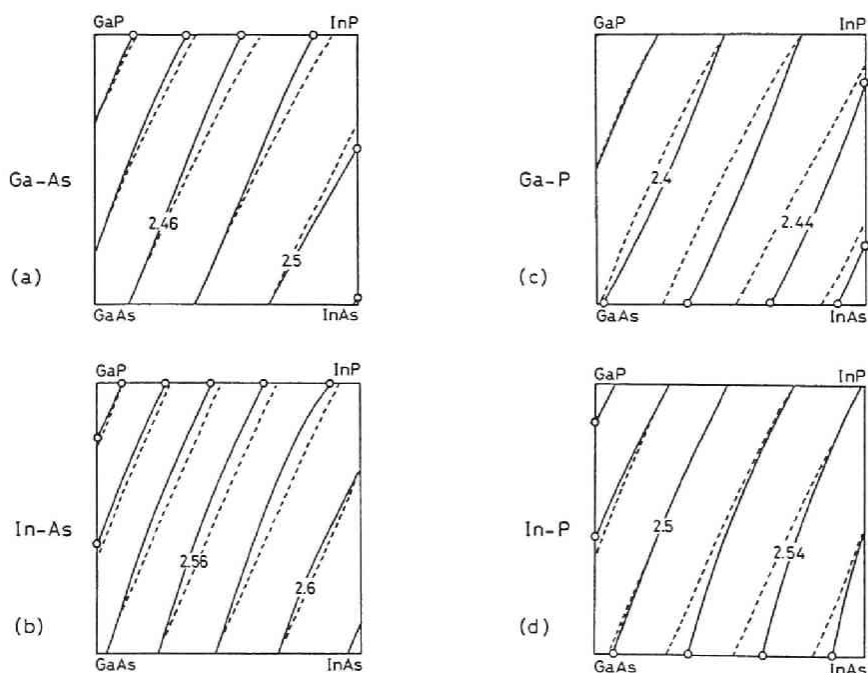 GaP InP
Ga-As
2.46
2.5
(a)
GaAs InAs
GaP InP
Ga-P
2.4
2.44
(c)
GaAs InAs
GaP InP
In-As
2.56
2.6
(b)
GaAs InAs
GaP InP
In-P
2.5
2.54
(d)
GaAs InAs